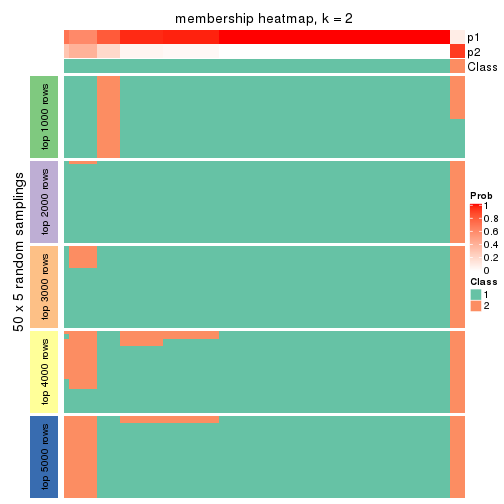 membership heatmap, k = 2
p1
p2
Class
50 x 5 random samplings
top 1000 rows
top 2000 rows
top 3000 rows
top 4000 rows
top 5000 rows
Prob
1
0.8
0.6
0.4
0.2
0
Class
1
2